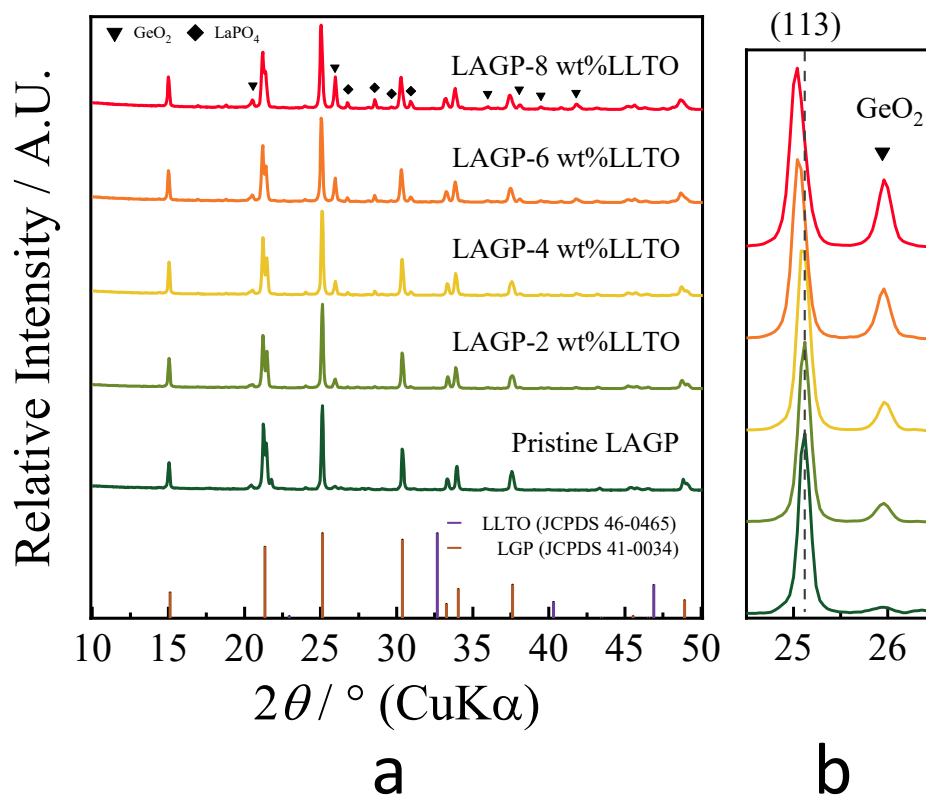 GeO₂ LaPO₄
LAGP-8 wt%LLTO
LAGP-6 wt%LLTO
LAGP-4 wt%LLTO
LAGP-2 wt%LLTO
Pristine LAGP
LLTO (JCPDS 46-0465)
LGP (JCPDS 41-0034)
Relative Intensity / A.U.
10 15 20 25 30 35 40 45 50
2θ / ° (CuKα)
a
(113)
GeO₂
25 26
b